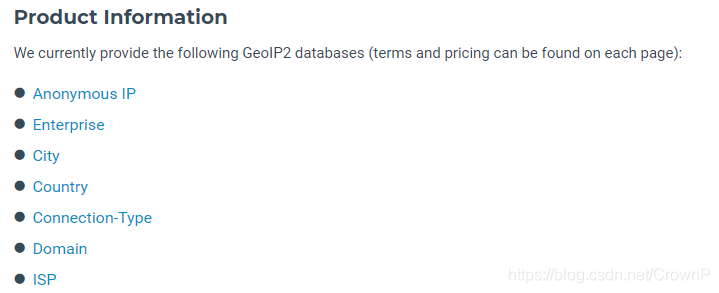 Product Information
We currently provide the following GeoIP2 databases (terms and pricing can be found on each page):
Anonymous IP
Enterprise
City
Country
Connection-Type
Domain
ISP
https://blog.csdn.net/CrownP